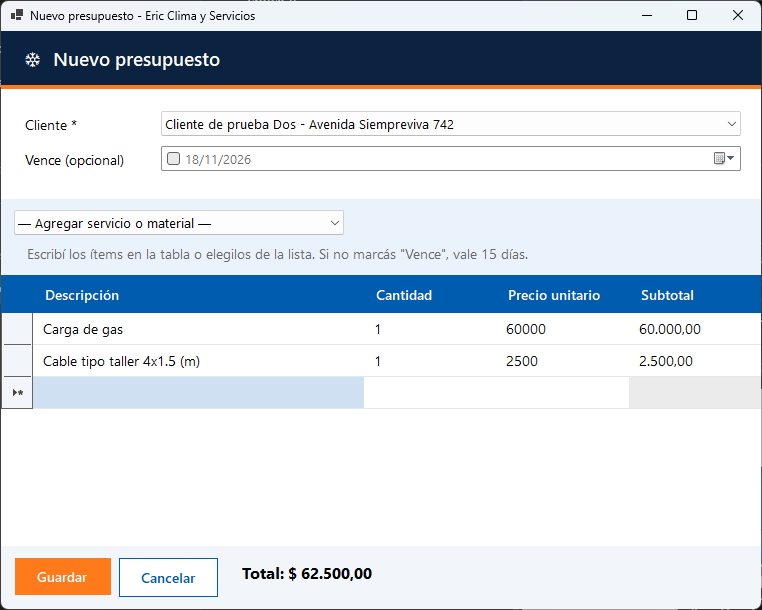 Nuevo presupuesto - Eric Clima y Servicios
Nuevo presupuesto
Cliente * Cliente de prueba Dos - Avenida Siempreviva 742
Vence (opcional) 18/11/2026
— Agregar servicio o material —
Escribí los ítems en la tabla o elegilos de la lista. Si no marcás "Vence", vale 15 días.
Descripción Cantidad Precio unitario Subtotal
Carga de gas 1 60000 60.000,00
Cable tipo taller 4x1.5 (m) 1 2500 2.500,00
Guardar Cancelar Total: $ 62.500,00